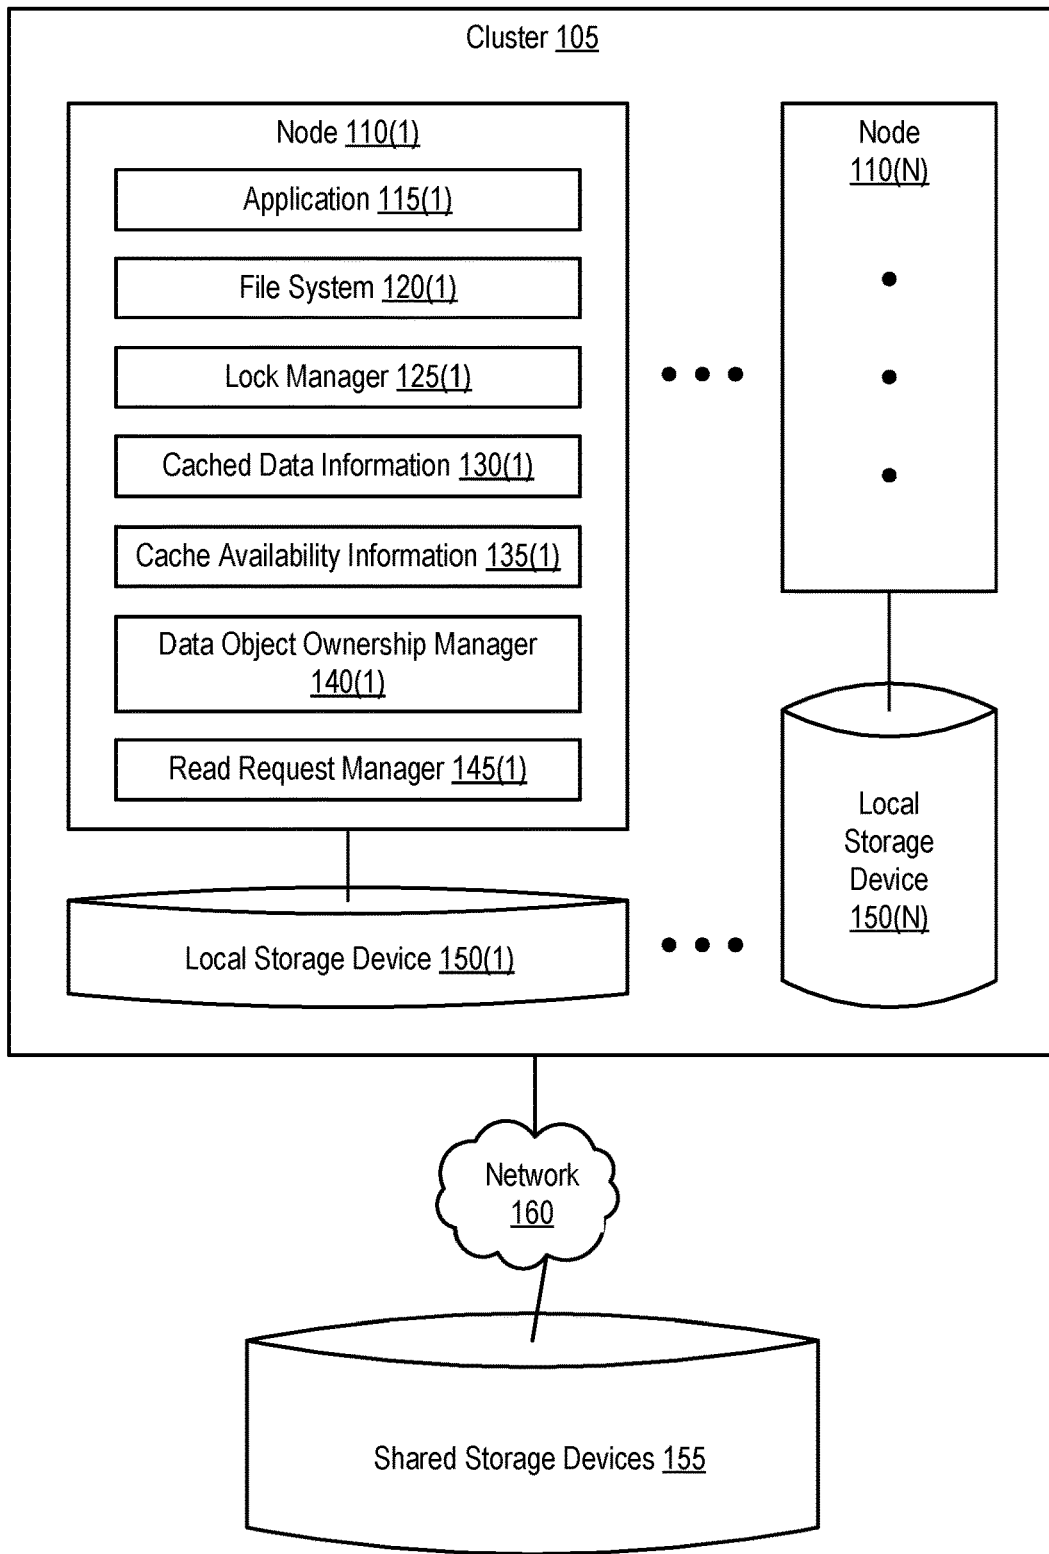 Cluster 105
Node 110(1)
Application 115(1)
File System 120(1)
Lock Manager 125(1)
Cached Data Information 130(1)
Cache Availability Information 135(1)
Data Object Ownership Manager
140(1)
Read Request Manager 145(1)
Local Storage Device 150(1)
Node
110(N)
Local
Storage
Device
150(N)
Network
160
Shared Storage Devices 155